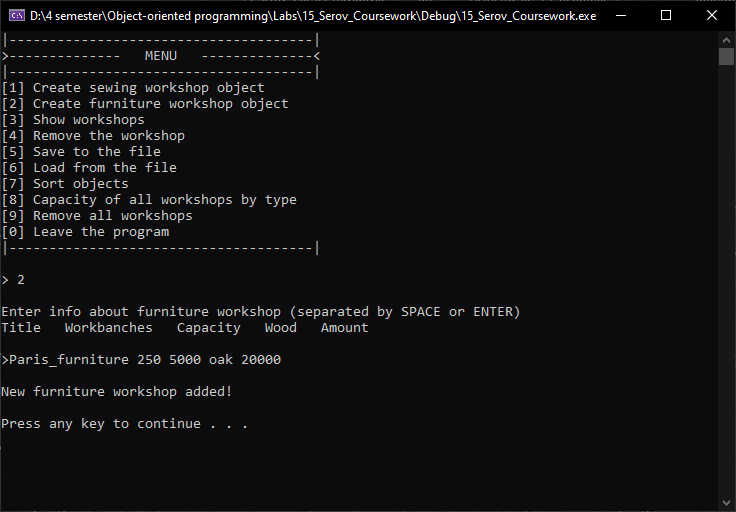 D:\4 semester\Object-oriented programming\Labs\15_Serov_Coursework\Debug\15_Serov_Coursework.exe
|--------------------------------------|
>--------------   MENU   --------------<
|--------------------------------------|
[1] Create sewing workshop object
[2] Create furniture workshop object
[3] Show workshops
[4] Remove the workshop
[5] Save to the file
[6] Load from the file
[7] Sort objects
[8] Capacity of all workshops by type
[9] Remove all workshops
[0] Leave the program
|--------------------------------------|
> 2
Enter info about furniture workshop (separated by SPACE or ENTER)
Title   Workbanches   Capacity   Wood   Amount
>Paris_furniture 250 5000 oak 20000
New furniture workshop added!
Press any key to continue . . .